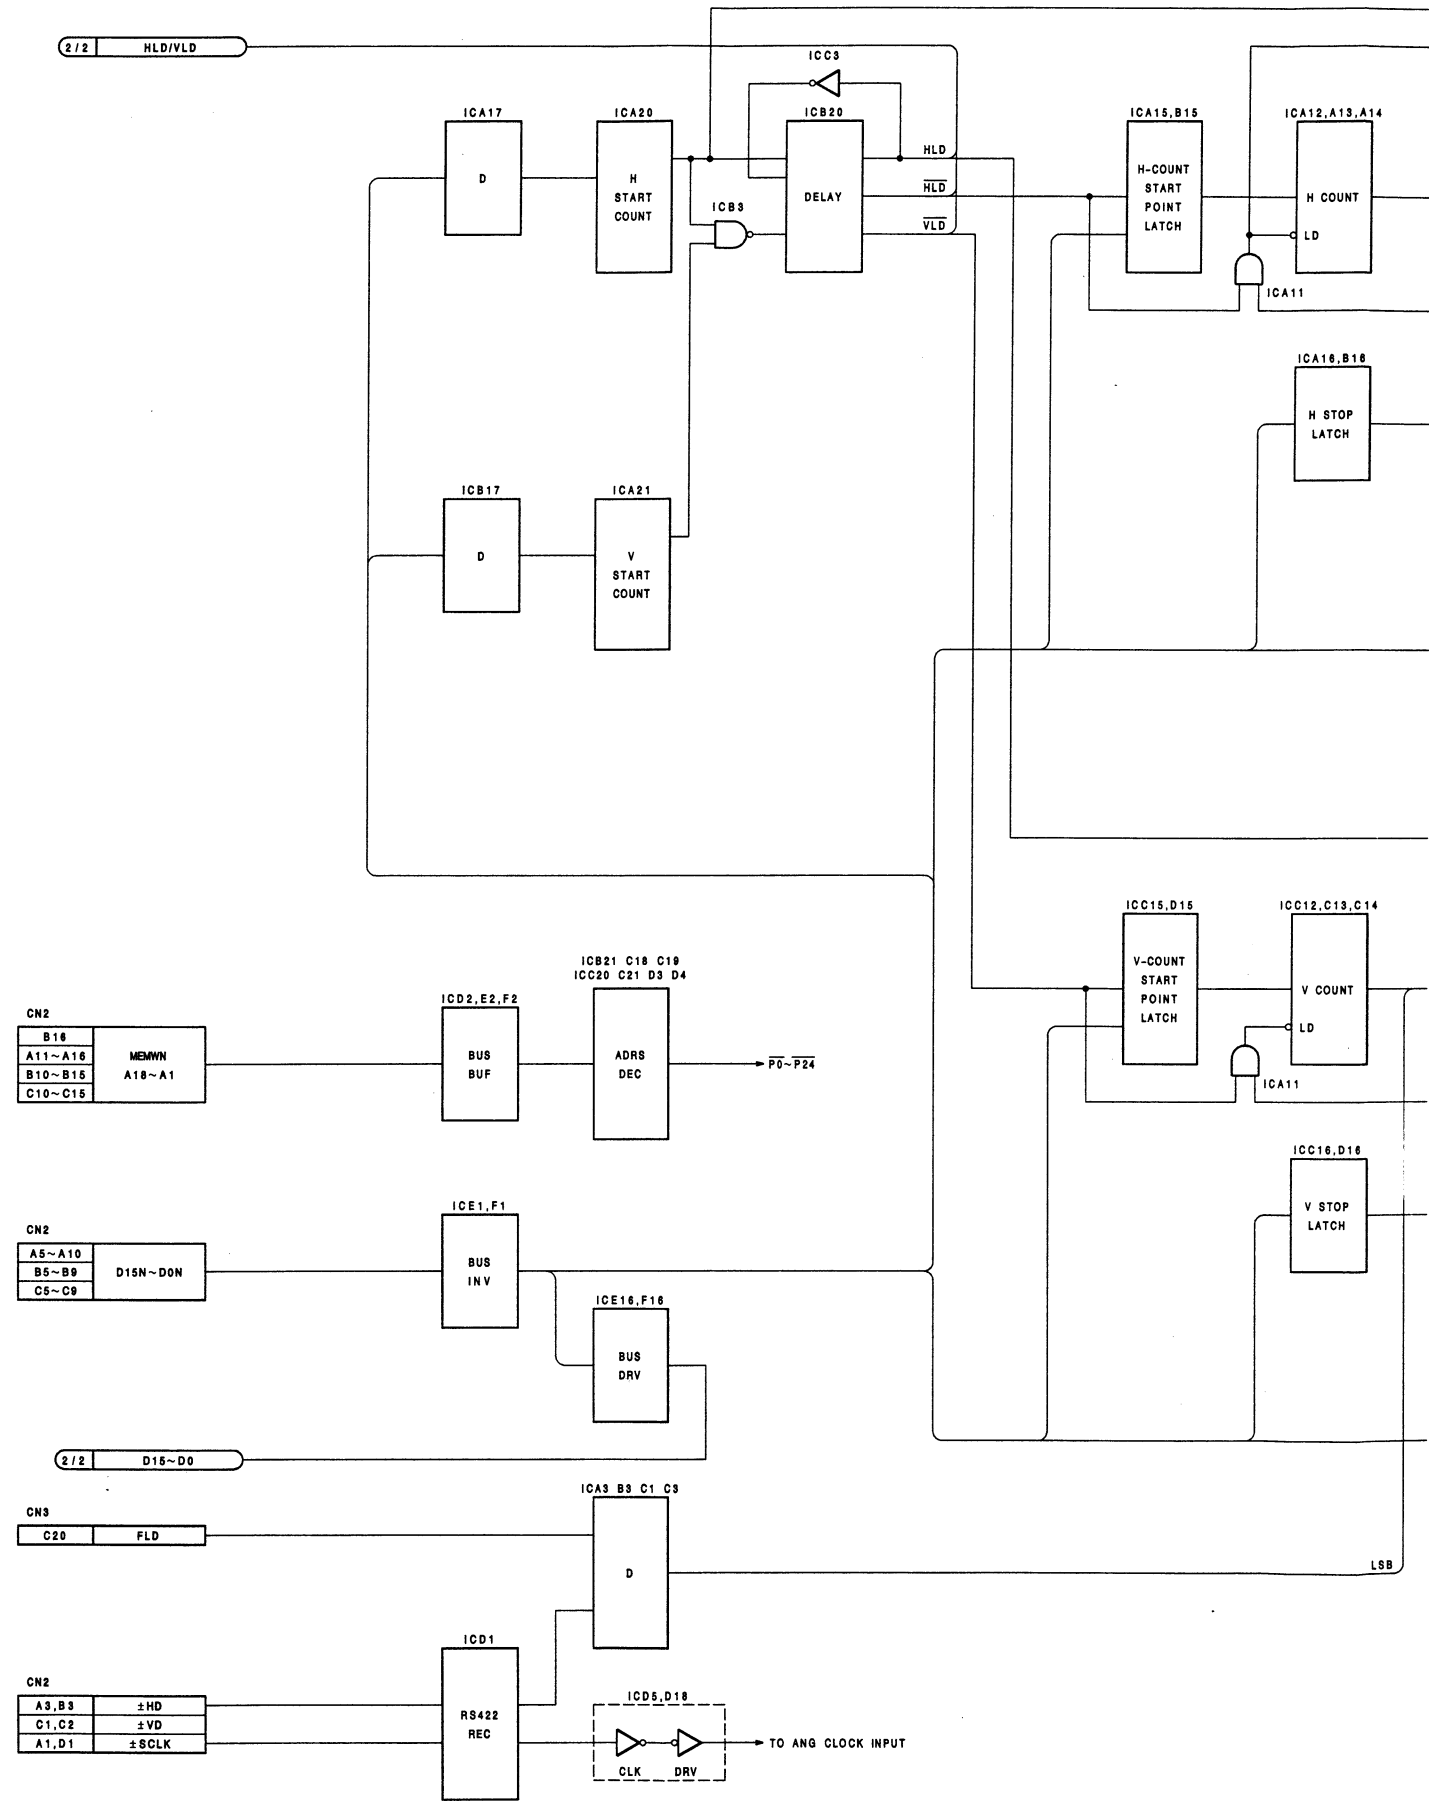 2/2 HLD/VLD
ICC3
ICA17
D
ICA20
H
START
COUNT
ICB3
ICB20
DELAY
HLD
H̅L̅D̅
V̅L̅D̅
ICA15,B15
H-COUNT
START
POINT
LATCH
ICA12,A13,A14
H COUNT
LD
ICA11
ICA16,B16
H STOP
LATCH
ICB17
D
ICA21
V
START
COUNT
ICC15,D15
V-COUNT
START
POINT
LATCH
ICC12,C13,C14
V COUNT
LD
ICA11
ICB21 C18 C19
ICC20 C21 D3 D4
ADRS
DEC
P̅0̅~P̅2̅4̅
ICD2,E2,F2
BUS
BUF
CN2
B16
A11~A16
B10~B15
C10~C15
MEMWN
A18~A1
ICC16,D16
V STOP
LATCH
ICE1,F1
BUS
INV
CN2
A5~A10
B5~B9
C5~C9
D15N~D0N
ICE16,F16
BUS
DRV
2/2 D15~D0
ICA3 B3 C1 C3
D
CN3
C20 FLD
LSB
ICD1
RS422
REC
CN2
A3,B3 ±HD
C1,C2 ±VD
A1,D1 ±SCLK
ICD5,D18
CLK DRV
TO ANG CLOCK INPUT